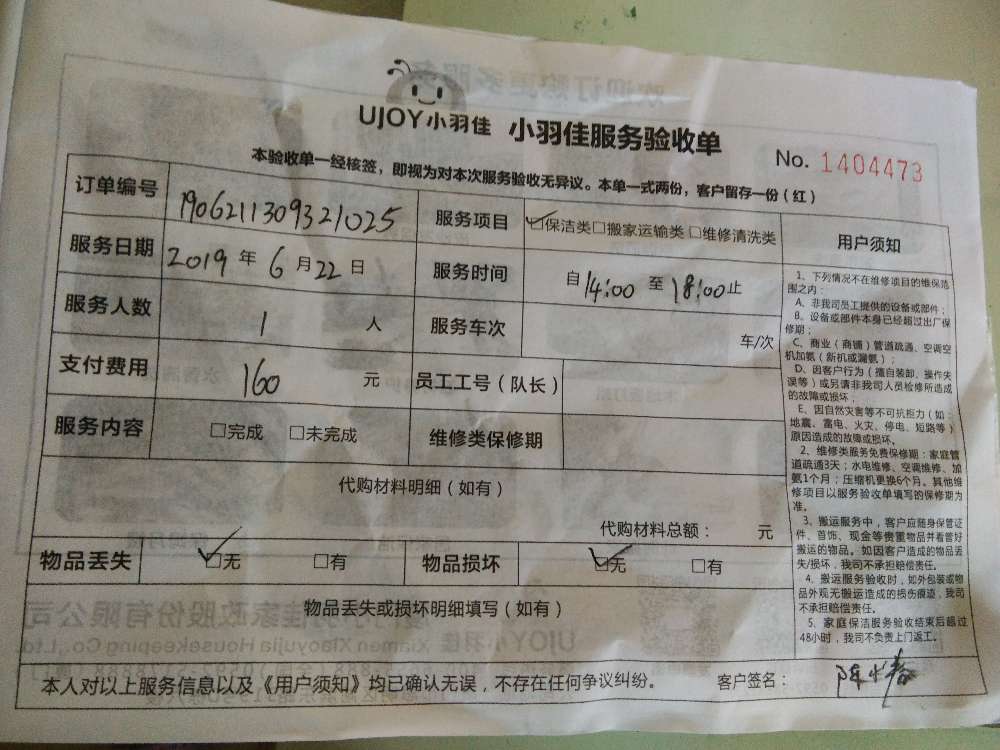 UJOY小羽佳 小羽佳服务验收单
No. 1404473
本验收单一经核签，即视为对本次服务验收无异议。本单一式两份，客户留存一份（红）
订单编号 1906211309321025 服务项目 ☑保洁类□搬家运输类□维修清洗类 用户须知
服务日期 2019年6月22日 服务时间 自14:00至18:00止
服务人数 1人 服务车次 车/次
支付费用 160元 员工工号（队长）
服务内容 □完成 □未完成 维修类保修期
代购材料明细（如有）
代购材料总额： 元
物品丢失 ☑无 □有 物品损坏 ☑无 □有
物品丢失或损坏明细填写（如有）
1、下列情况不在维修项目的维保范
围之内：
A、非我司员工提供的设备或部件；
B、设备或部件本身已经超过出厂保
修期；
C、商业（商铺）管道疏通、空调空
机加氨（新机或漏氨）；
D、因客户行为（擅自装卸、操作失
误等）或另请非我司人员检修所造成
的故障或损坏；
E、因自然灾害等不可抗拒力（如：
地震、雷电、火灾、停电、短路等）
原因造成的故障或损坏。
2、维修类服务免费保修期：家庭管
道疏通3天；水电维修、空调维修、加
氨1个月；压缩机更换6个月。其他维
修项目以服务验收单填写的保修期为
准。
3、搬运服务中，客户应随身保管证
件、首饰、现金等贵重物品并看管好
搬运的物品。如因客户造成的物品丢
失/损坏，我司不承担赔偿责任。
4、搬运服务验收时，如外包装或物
品外观无搬运造成的损伤痕迹，我司
不承担赔偿责任。
5、家庭保洁服务验收结束后超过
48小时，我司不负责上门返工。
本人对以上服务信息以及《用户须知》均已确认无误，不存在任何争议纠纷。 客户签名：